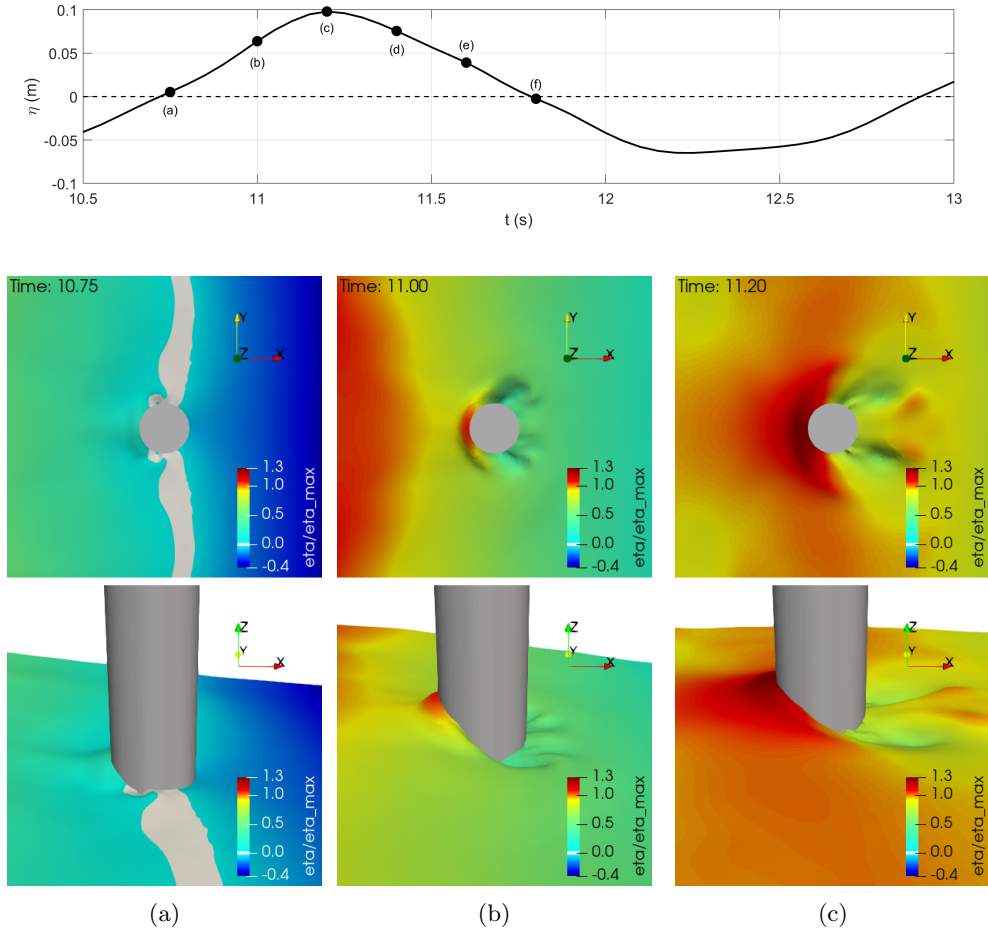 0.1
0.05
0
-0.05
-0.1
η (m)
(a)
(b)
(c)
(d)
(e)
(f)
10.5 11 11.5 12 12.5 13
t (s)
Time: 10.75
Y
Z X
1.3
1.0
0.5
0.0
-0.4
eta/eta_max
Time: 11.00
Y
Z X
1.3
1.0
0.5
0.0
-0.4
eta/eta_max
Time: 11.20
Y
Z X
1.3
1.0
0.5
0.0
-0.4
eta/eta_max
Z
Y
X
1.3
1.0
0.5
0.0
-0.4
eta/eta_max
Z
Y
X
1.3
1.0
0.5
0.0
-0.4
eta/eta_max
Z
Y
X
1.3
1.0
0.5
0.0
-0.4
eta/eta_max
(a) (b) (c)